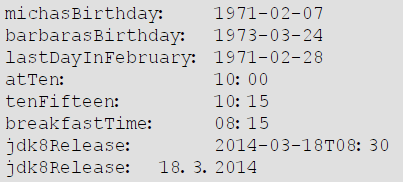 michasBirthday: 1971-02-07
barbarasBirthday: 1973-03-24
lastDayInFebruary: 1971-02-28
atTen: 10:00
tenFifteen: 10:15
breakfastTime: 08:15
jdk8Release: 2014-03-18T08:30
jdk8Release: 18.3.2014